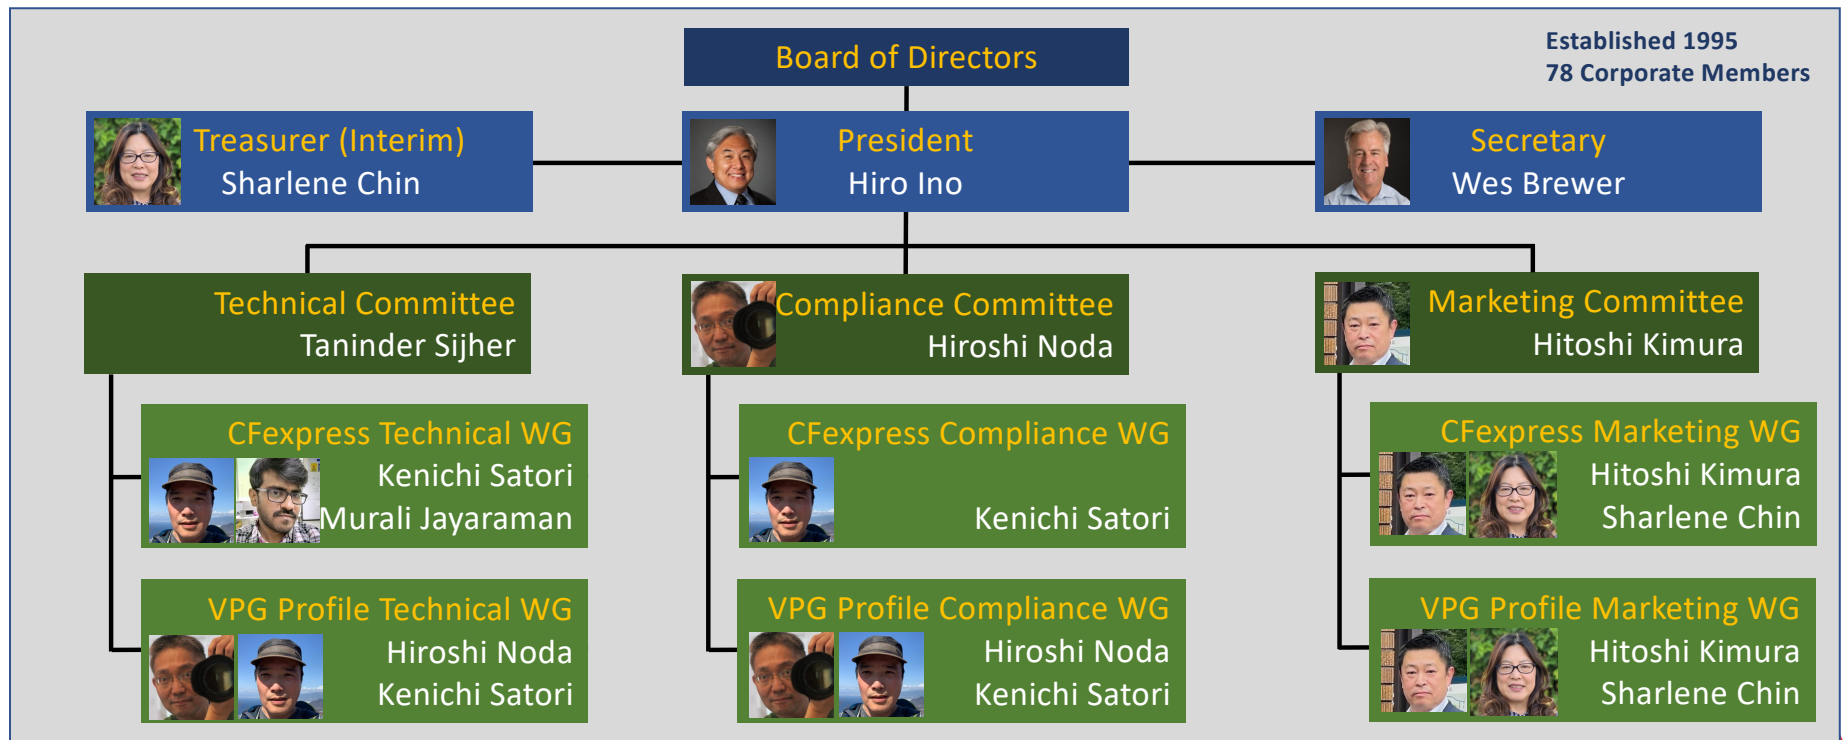 Board of Directors
Established 1995
78 Corporate Members
Treasurer (Interim)
Sharlene Chin
President
Hiro Ino
Secretary
Wes Brewer
Technical Committee
Taninder Sijher
Compliance Committee
Hiroshi Noda
Marketing Committee
Hitoshi Kimura
CFexpress Technical WG
Kenichi Satori
Murali Jayaraman
CFexpress Compliance WG
Kenichi Satori
CFexpress Marketing WG
Hitoshi Kimura
Sharlene Chin
VPG Profile Technical WG
Hiroshi Noda
Kenichi Satori
VPG Profile Compliance WG
Hiroshi Noda
Kenichi Satori
VPG Profile Marketing WG
Hitoshi Kimura
Sharlene Chin